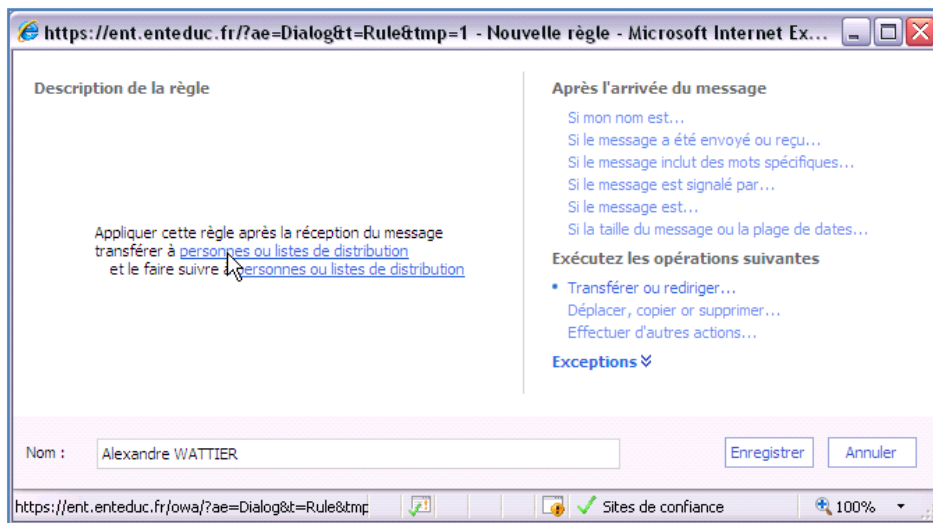 https://ent.enteduc.fr/?ae=Dialog&t=Rule&tmp=1 - Nouvelle règle - Microsoft Internet Ex...
Description de la règle
Appliquer cette règle après la réception du message
transférer à personnes ou listes de distribution
et le faire suivre à personnes ou listes de distribution
Après l'arrivée du message
Si mon nom est...
Si le message a été envoyé ou reçu...
Si le message inclut des mots spécifiques...
Si le message est signalé par...
Si le message est...
Si la taille du message ou la plage de dates...
Exécutez les opérations suivantes
Transférer ou rediriger...
Déplacer, copier or supprimer...
Effectuer d'autres actions...
Exceptions
Nom :
Alexandre WATTIER
Enregistrer
Annuler
https://ent.enteduc.fr/owa/?ae=Dialog&t=Rule&tmp
Sites de confiance
100%